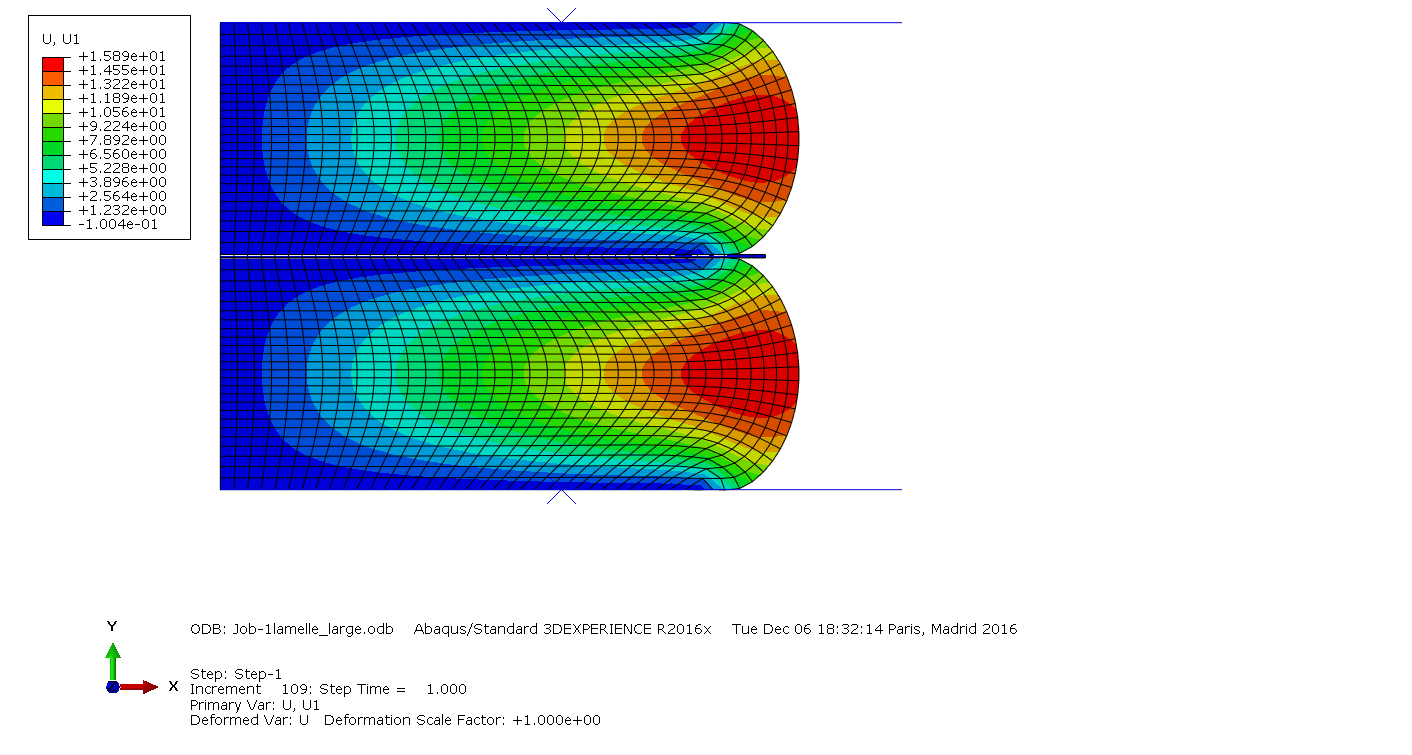 U, U1
+1.589e+01
+1.455e+01
+1.322e+01
+1.189e+01
+1.056e+01
+9.224e+00
+7.892e+00
+6.560e+00
+5.228e+00
+3.896e+00
+2.564e+00
+1.232e+00
-1.004e-01
Y
X
ODB: Job-1lamelle_large.odb Abaqus/Standard 3DEXPERIENCE R2016x Tue Dec 06 18:32:14 Paris, Madrid 2016
Step: Step-1
Increment 109: Step Time = 1.000
Primary Var: U, U1
Deformed Var: U Deformation Scale Factor: +1.000e+00